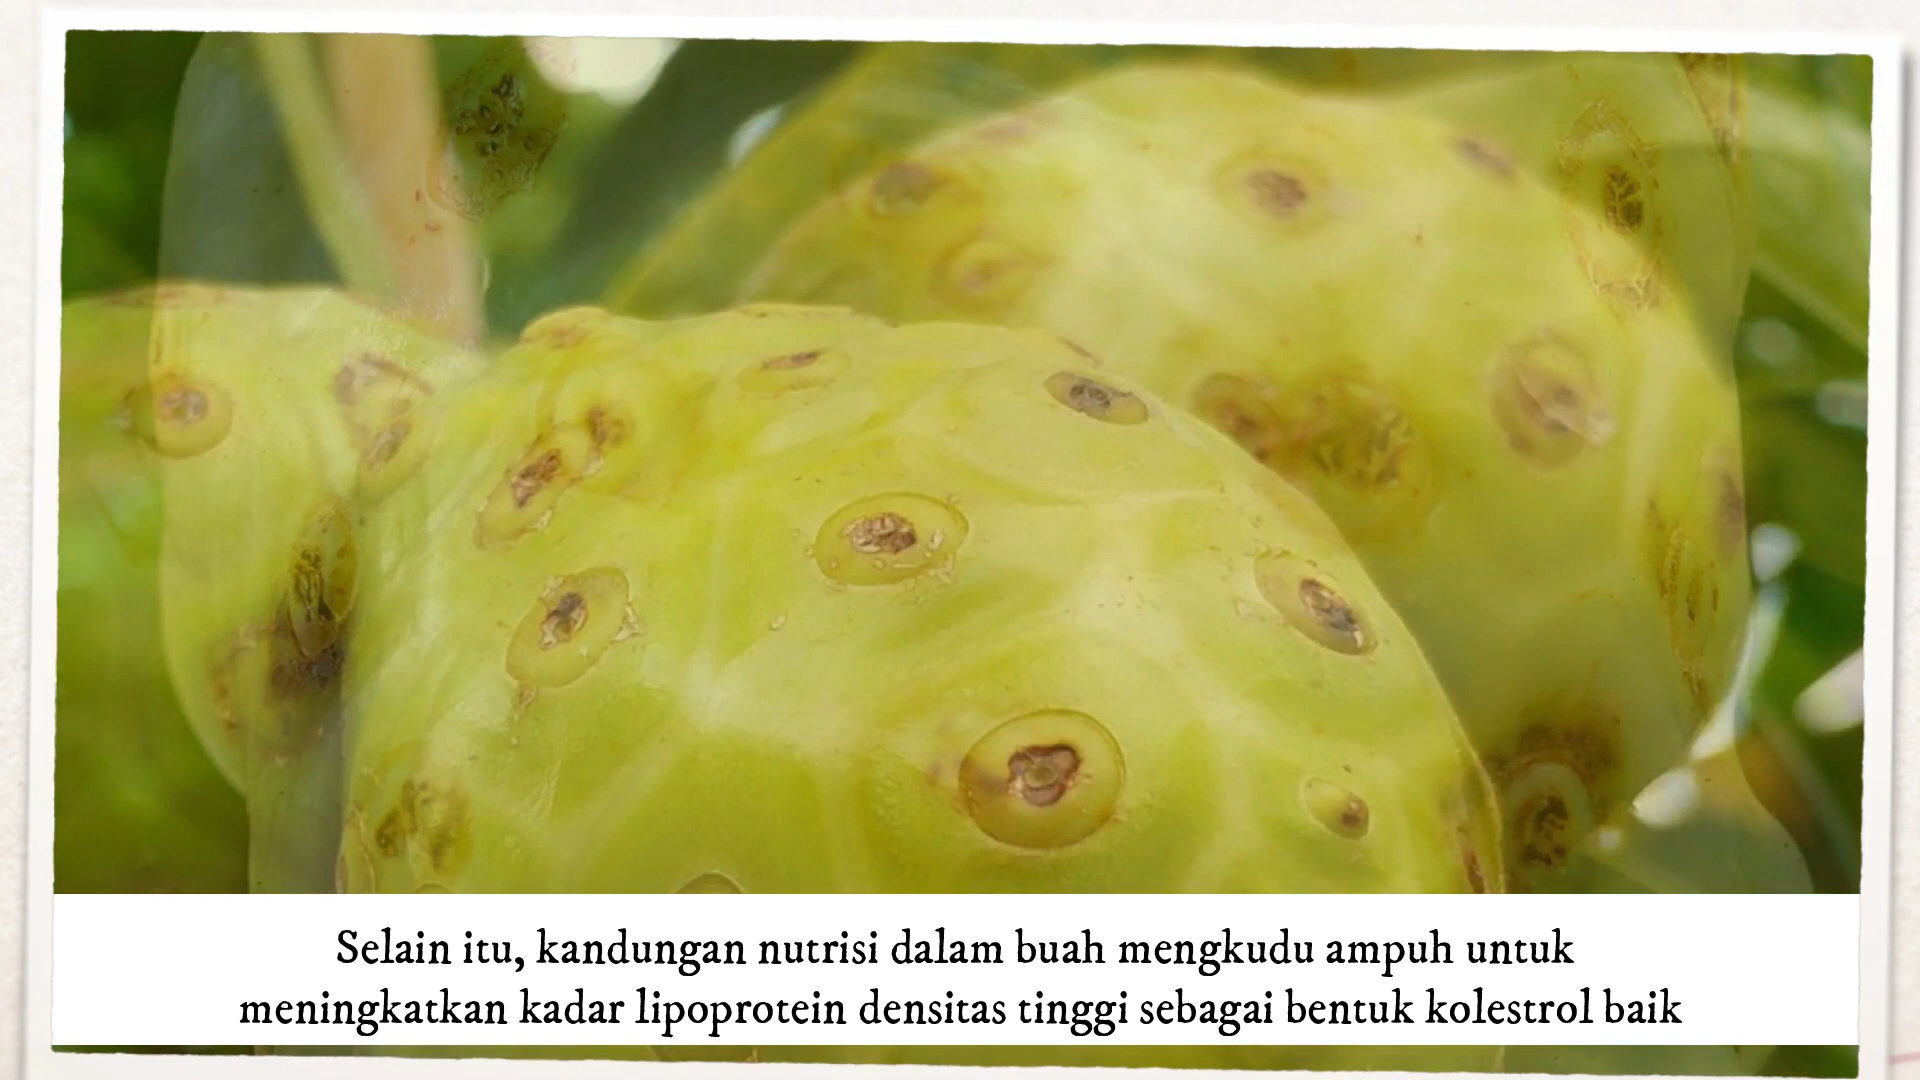 Selain itu, kandungan nutrisi dalam buah mengkudu ampuh untuk
meningkatkan kadar lipoprotein densitas tinggi sebagai bentuk kolestrol baik